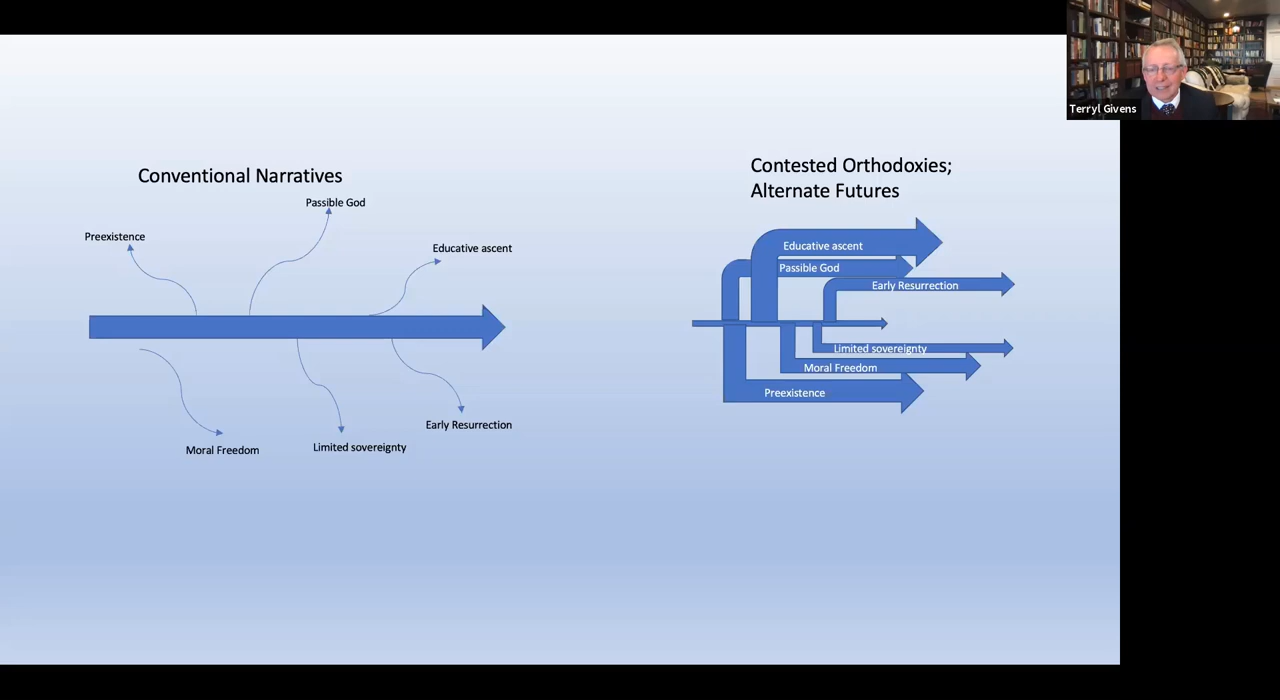 Terryl Givens
Conventional Narratives
Passible God
Preexistence
Educative ascent
Moral Freedom
Limited sovereignty
Early Resurrection
Contested Orthodoxies;
Alternate Futures
Educative ascent
Passible God
Early Resurrection
Limited sovereignty
Moral Freedom
Preexistence